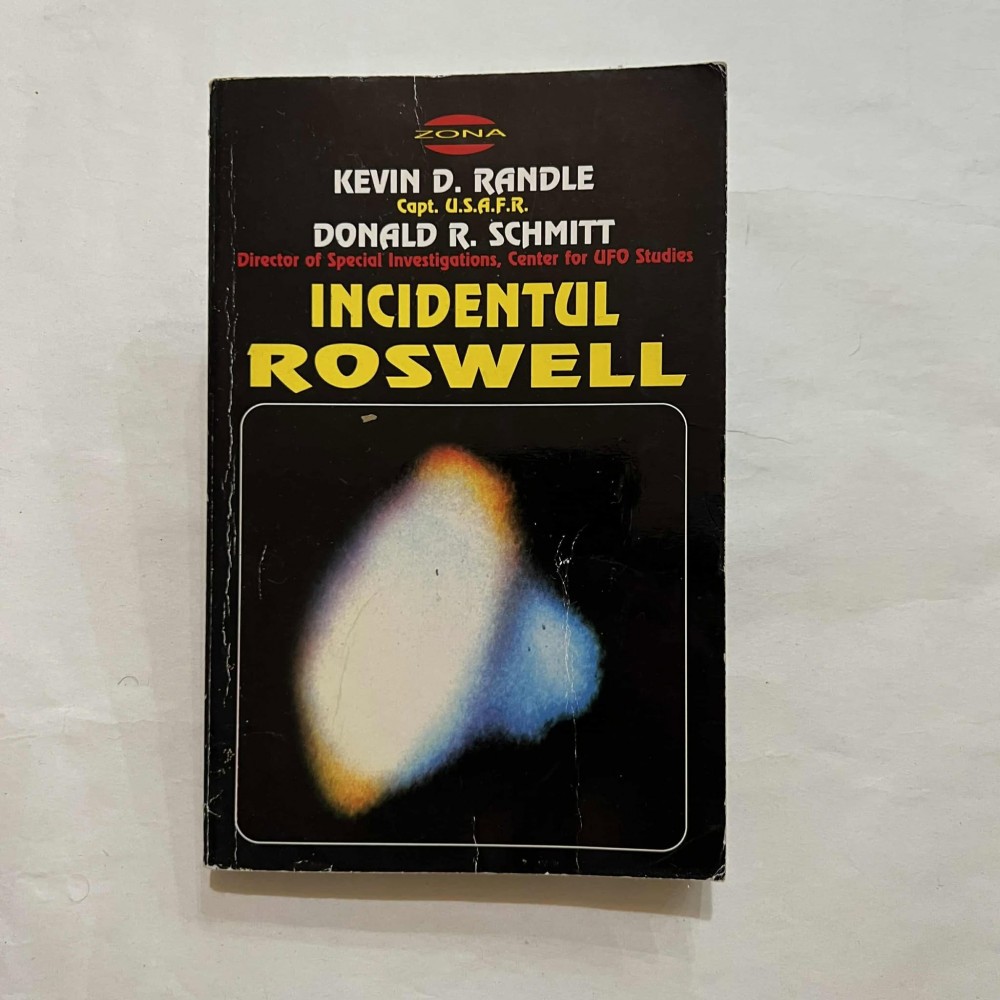 ZONA
KEVIN D. RANDLE
Capt. U.S.A.F.R.
DONALD R. SCHMITT
Director of Special Investigations, Center for UFO Studies
INCIDENTUL
ROSWELL